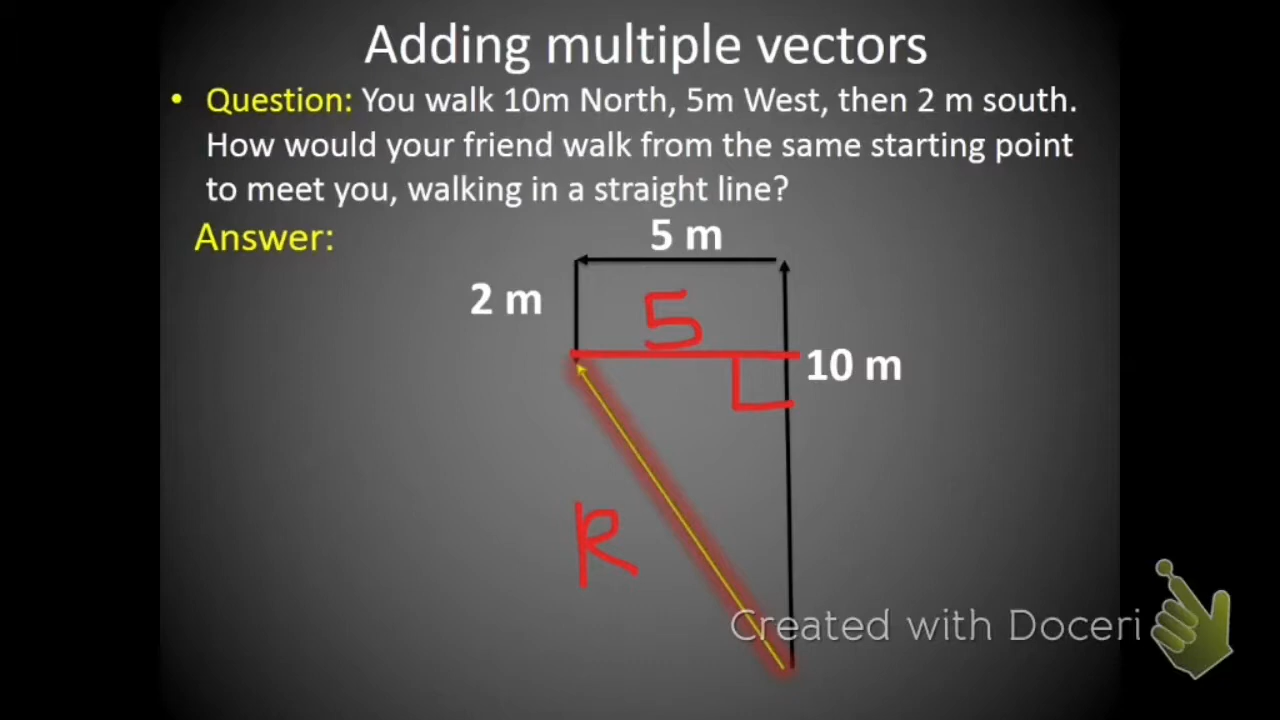 Adding multiple vectors
• Question: You walk 10m North, 5m West, then 2 m south.
How would your friend walk from the same starting point
to meet you, walking in a straight line?
Answer:
5 m
2 m
5
10 m
R
Created with Doceri